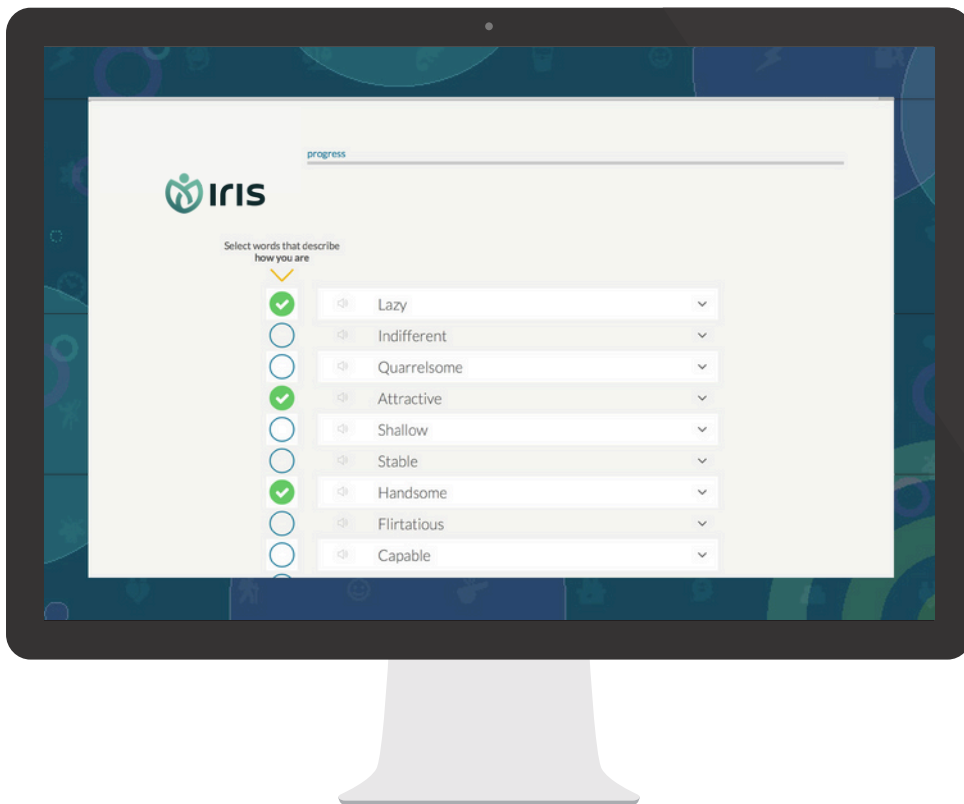 progress
Iris
Select words that describe
how you are
Lazy
Indifferent
Quarrelsome
Attractive
Shallow
Stable
Handsome
Flirtatious
Capable